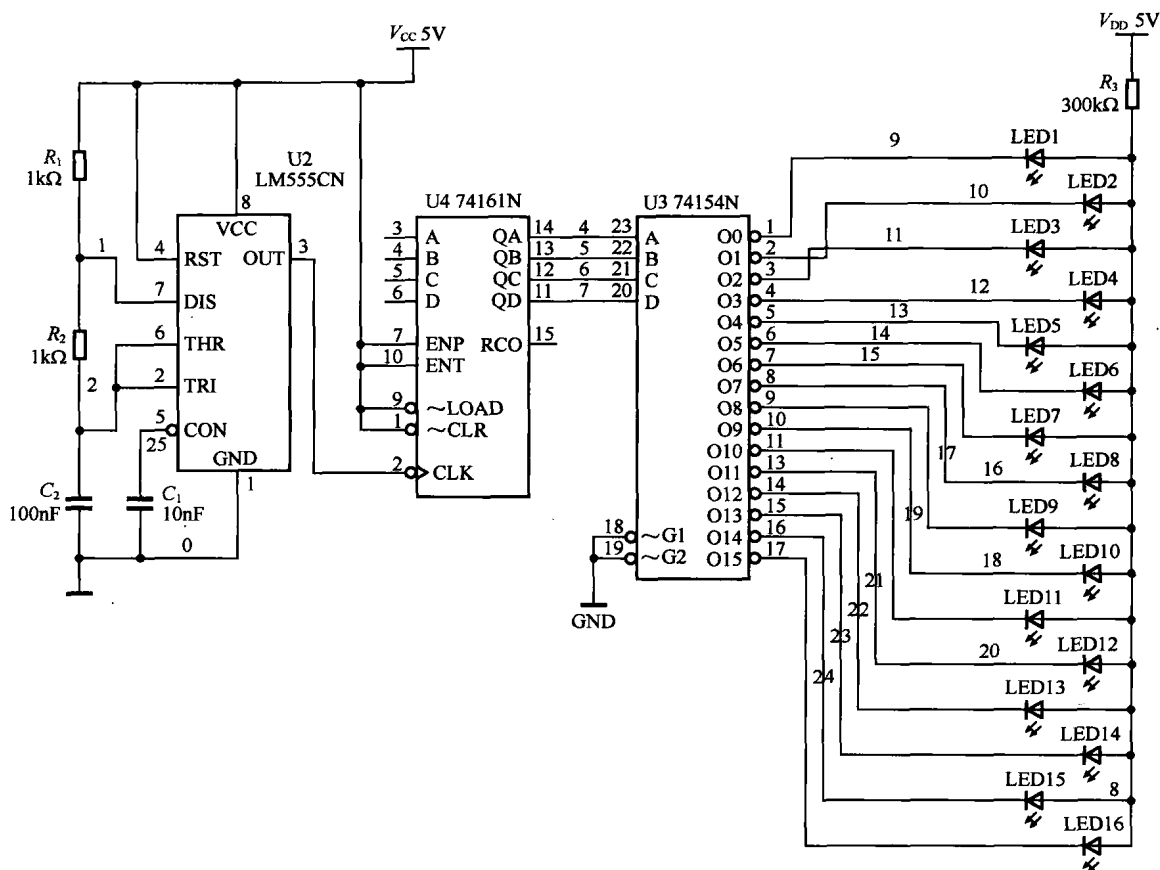 V_CC 5V
V_DD 5V
R_3
300kΩ
R_1
1kΩ
U2
LM555CN
8
VCC
1
4
RST
OUT
3
7
DIS
R_2
1kΩ
6
THR
2
2
TRI
5
CON
25
GND
1
C_2
100nF
C_1
10nF
0
U4 74161N
3
A
QA
14
4
B
QB
13
5
C
QC
12
6
D
QD
11
7
ENP
RCO
15
10
ENT
9
~LOAD
1
~CLR
2
CLK
4
5
6
7
U3 74154N
23
A
22
B
21
C
20
D
18
~G1
19
~G2
GND
O0
1
O1
2
O2
3
O3
4
O4
5
O5
6
O6
7
O7
8
O8
9
O9
10
O10
11
O11
13
O12
14
O13
15
O14
16
O15
17
9
LED1
10
LED2
11
LED3
12
LED4
13
LED5
14
LED6
15
LED7
17
16
LED8
19
LED9
18
LED10
21
LED11
22
20
LED12
23
LED13
24
LED14
LED15
8
LED16